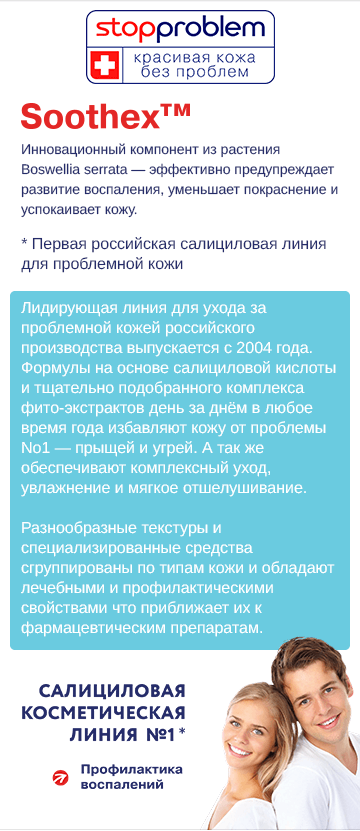 stopproblem
красивая кожа
без проблем
Soothex™
Инновационный компонент из растения
Boswellia serrata — эффективно предупреждает
развитие воспаления, уменьшает покраснение и
успокаивает кожу.
* Первая российская салициловая линия
для проблемной кожи
Лидирующая линия для ухода за
проблемной кожей российского
производства выпускается с 2004 года.
Формулы на основе салициловой кислоты
и тщательно подобранного комплекса
фито-экстрактов день за днём в любое
время года избавляют кожу от проблемы
No1 — прыщей и угрей. А так же
обеспечивают комплексный уход,
увлажнение и мягкое отшелушивание.
Разнообразные текстуры и
специализированные средства
сгруппированы по типам кожи и обладают
лечебными и профилактическими
свойствами что приближает их к
фармацевтическим препаратам.
САЛИЦИЛОВАЯ
КОСМЕТИЧЕСКАЯ
ЛИНИЯ №1*
Профилактика
воспалений